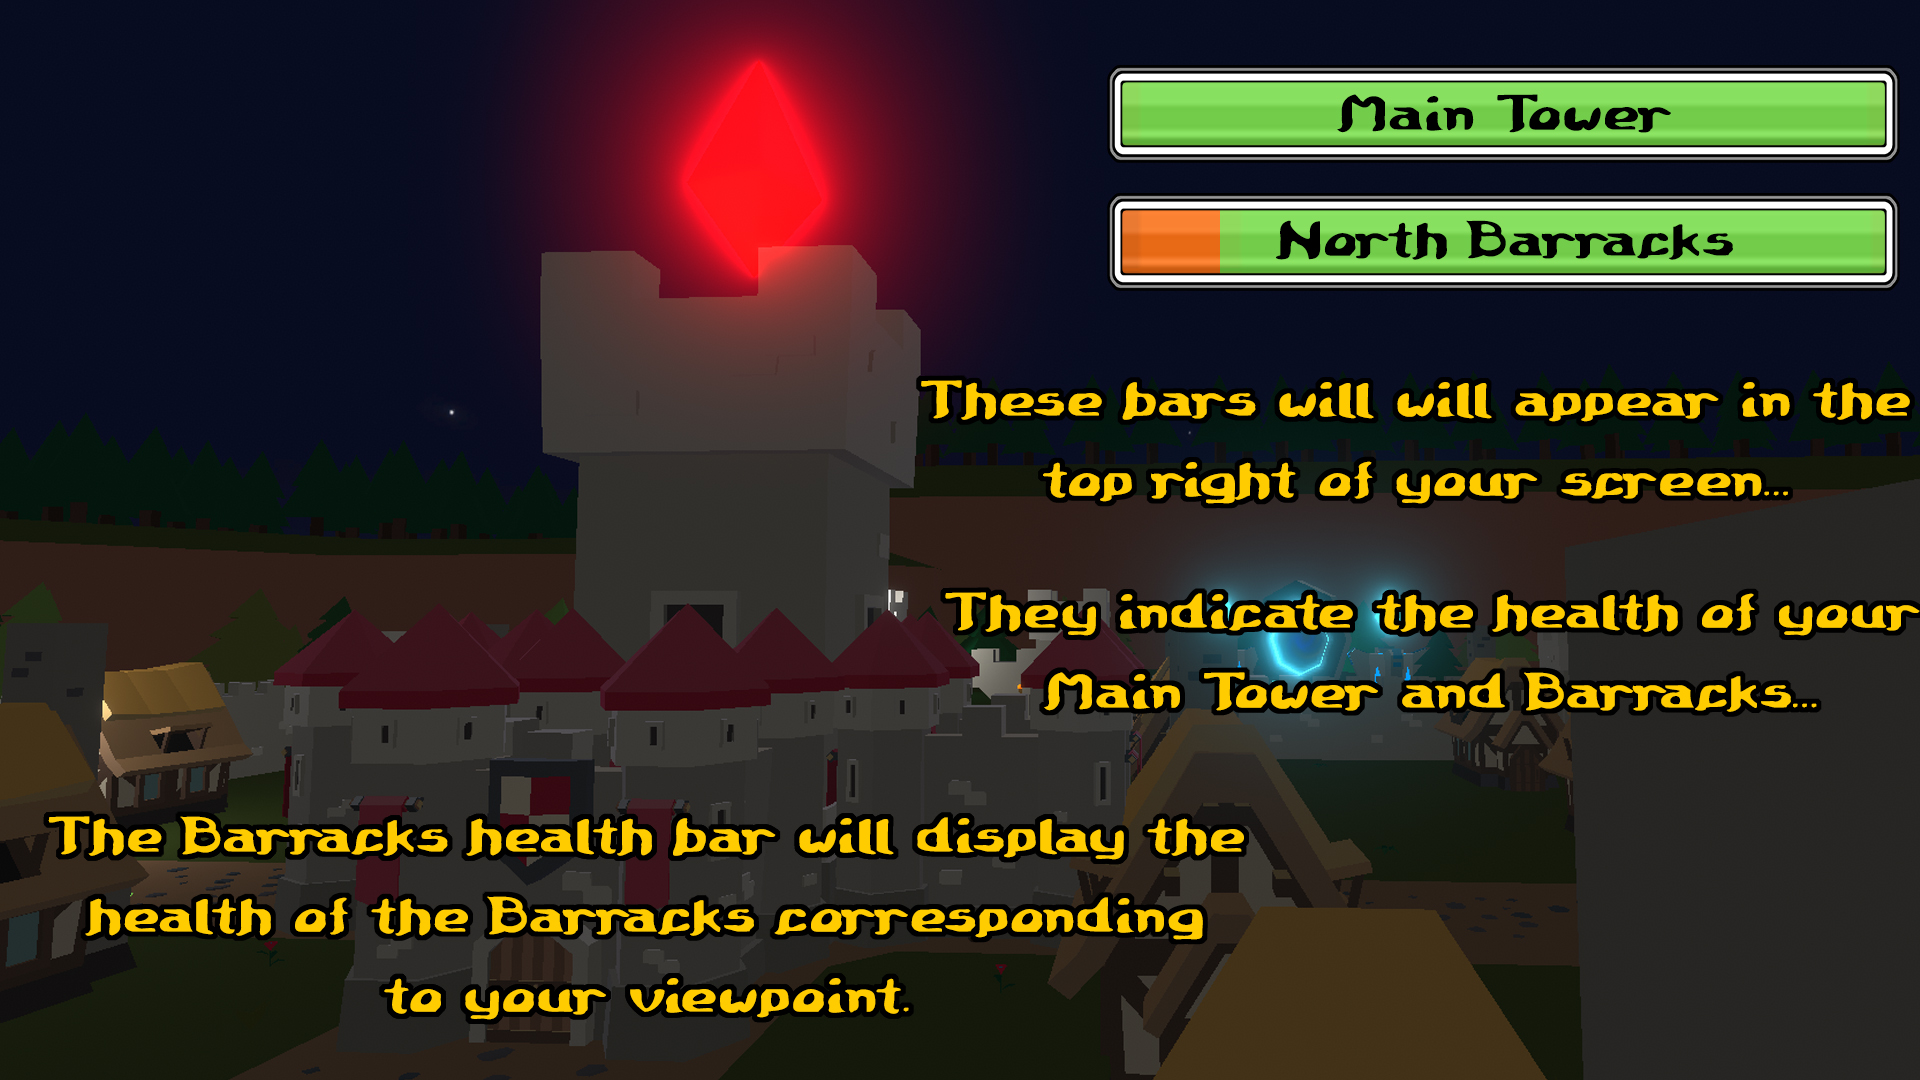 Main Tower
North Barracks
These bars will will appear in the
top right of your screen...
They indicate the health of your
Main Tower and Barracks...
The Barracks health bar will display the
health of the Barracks corresponding
to your viewpoint.